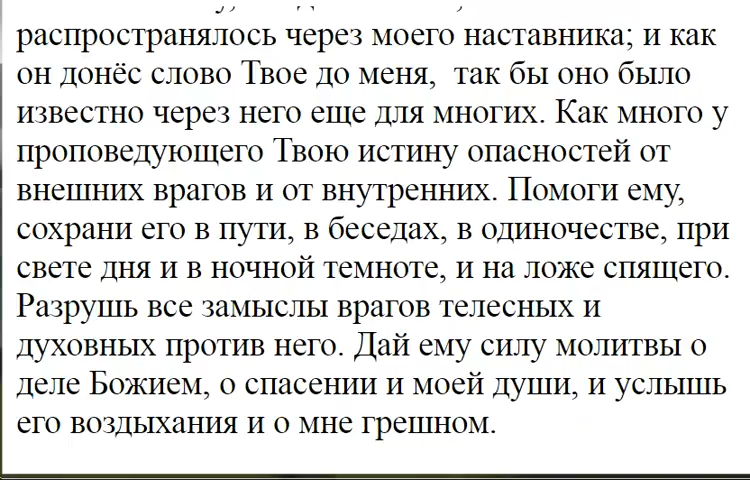 распространялось через моего наставника; и как
он донёс слово Твое до меня,  так бы оно было
известно через него еще для многих. Как много у
проповедующего Твою истину опасностей от
внешних врагов и от внутренних. Помоги ему,
сохрани его в пути, в беседах, в одиночестве, при
свете дня и в ночной темноте, и на ложе спящего.
Разрушь все замыслы врагов телесных и
духовных против него. Дай ему силу молитвы о
деле Божием, о спасении и моей души, и услышь
его воздыхания и о мне грешном.